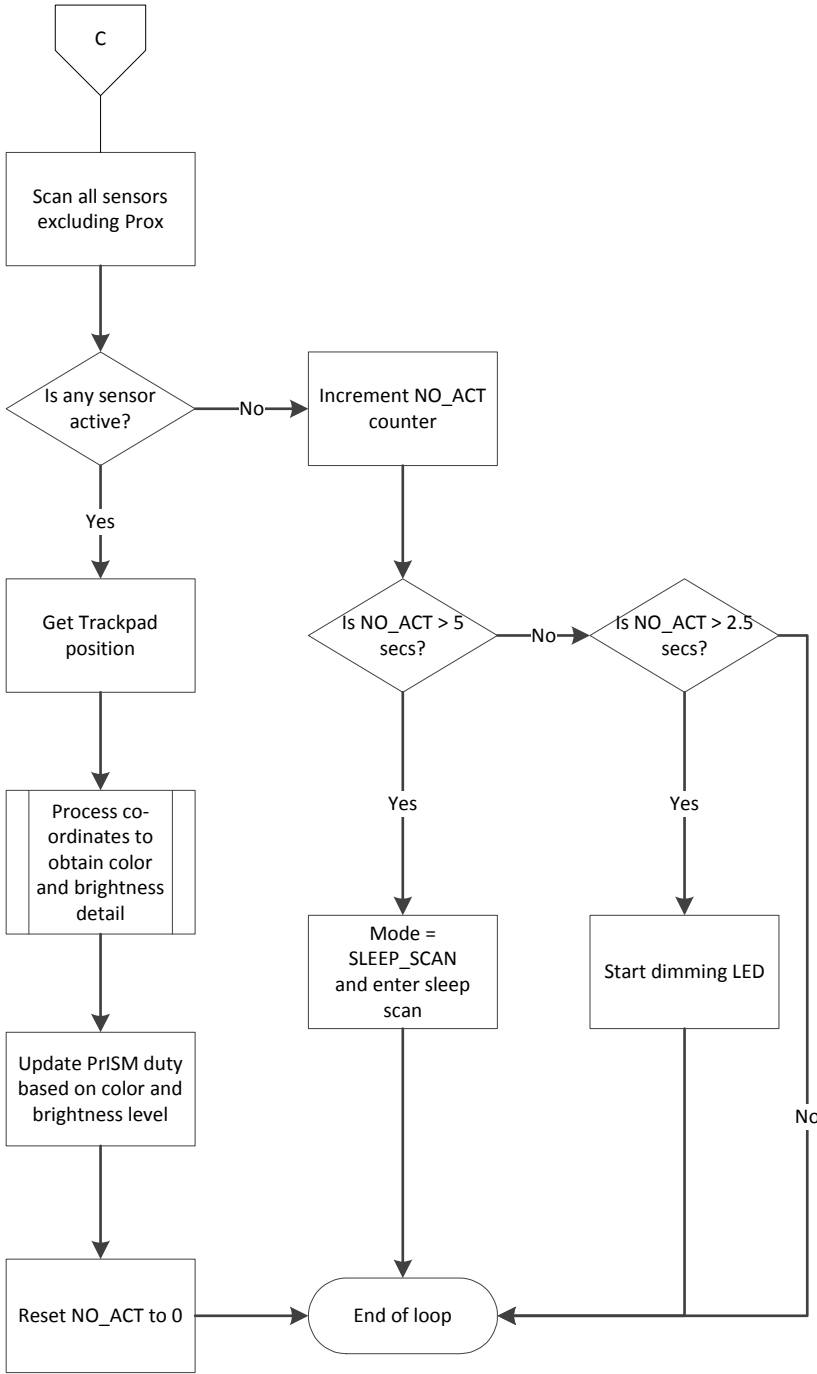 C
Scan all sensors
excluding Prox
Is any sensor
active?
No
Increment NO_ACT
counter
Yes
Get Trackpad
position
Is NO_ACT > 5
secs?
No
Is NO_ACT > 2.5
secs?
Process co-
ordinates to
obtain color
and brightness
detail
Yes
Yes
Mode =
SLEEP_SCAN
and enter sleep
scan
Start dimming LED
Update PrISM duty
based on color and
brightness level
No
Reset NO_ACT to 0
End of loop